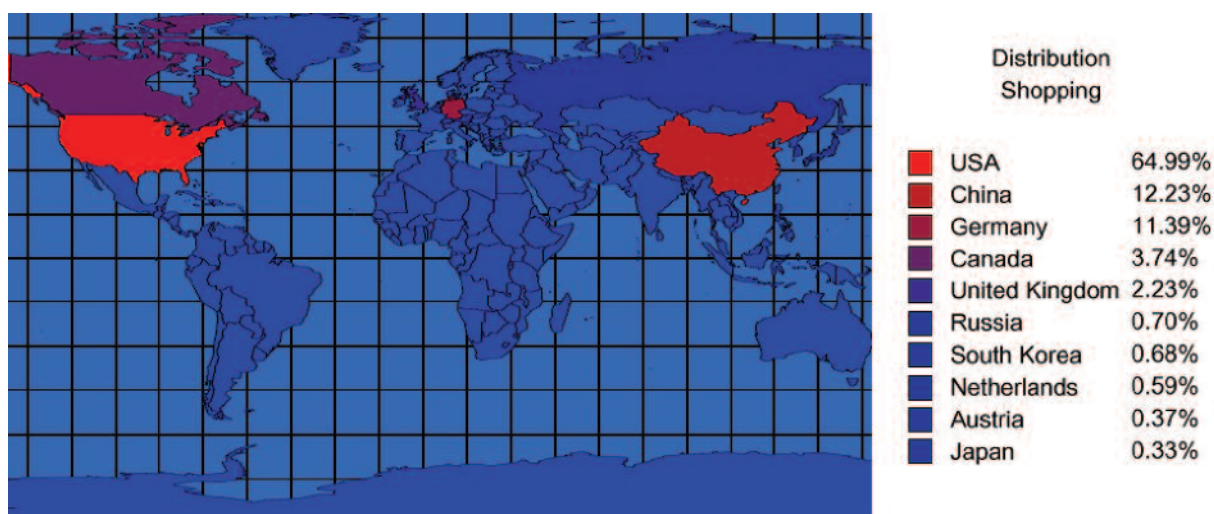 Distribution
Shopping
USA 64.99%
China 12.23%
Germany 11.39%
Canada 3.74%
United Kingdom 2.23%
Russia 0.70%
South Korea 0.68%
Netherlands 0.59%
Austria 0.37%
Japan 0.33%